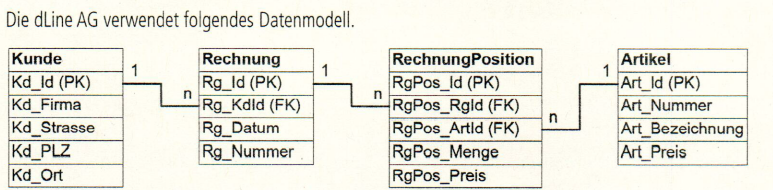 Die dLine AG verwendet folgendes Datenmodell.
Kunde
Kd_Id (PK)
Kd_Firma
Kd_Strasse
Kd_PLZ
Kd_Ort
1
n
Rechnung
Rg_Id (PK)
Rg_KdId (FK)
Rg_Datum
Rg_Nummer
1
n
RechnungPosition
RgPos_Id (PK)
RgPos_RgId (FK)
RgPos_ArtId (FK)
RgPos_Menge
RgPos_Preis
n
1
Artikel
Art_Id (PK)
Art_Nummer
Art_Bezeichnung
Art_Preis